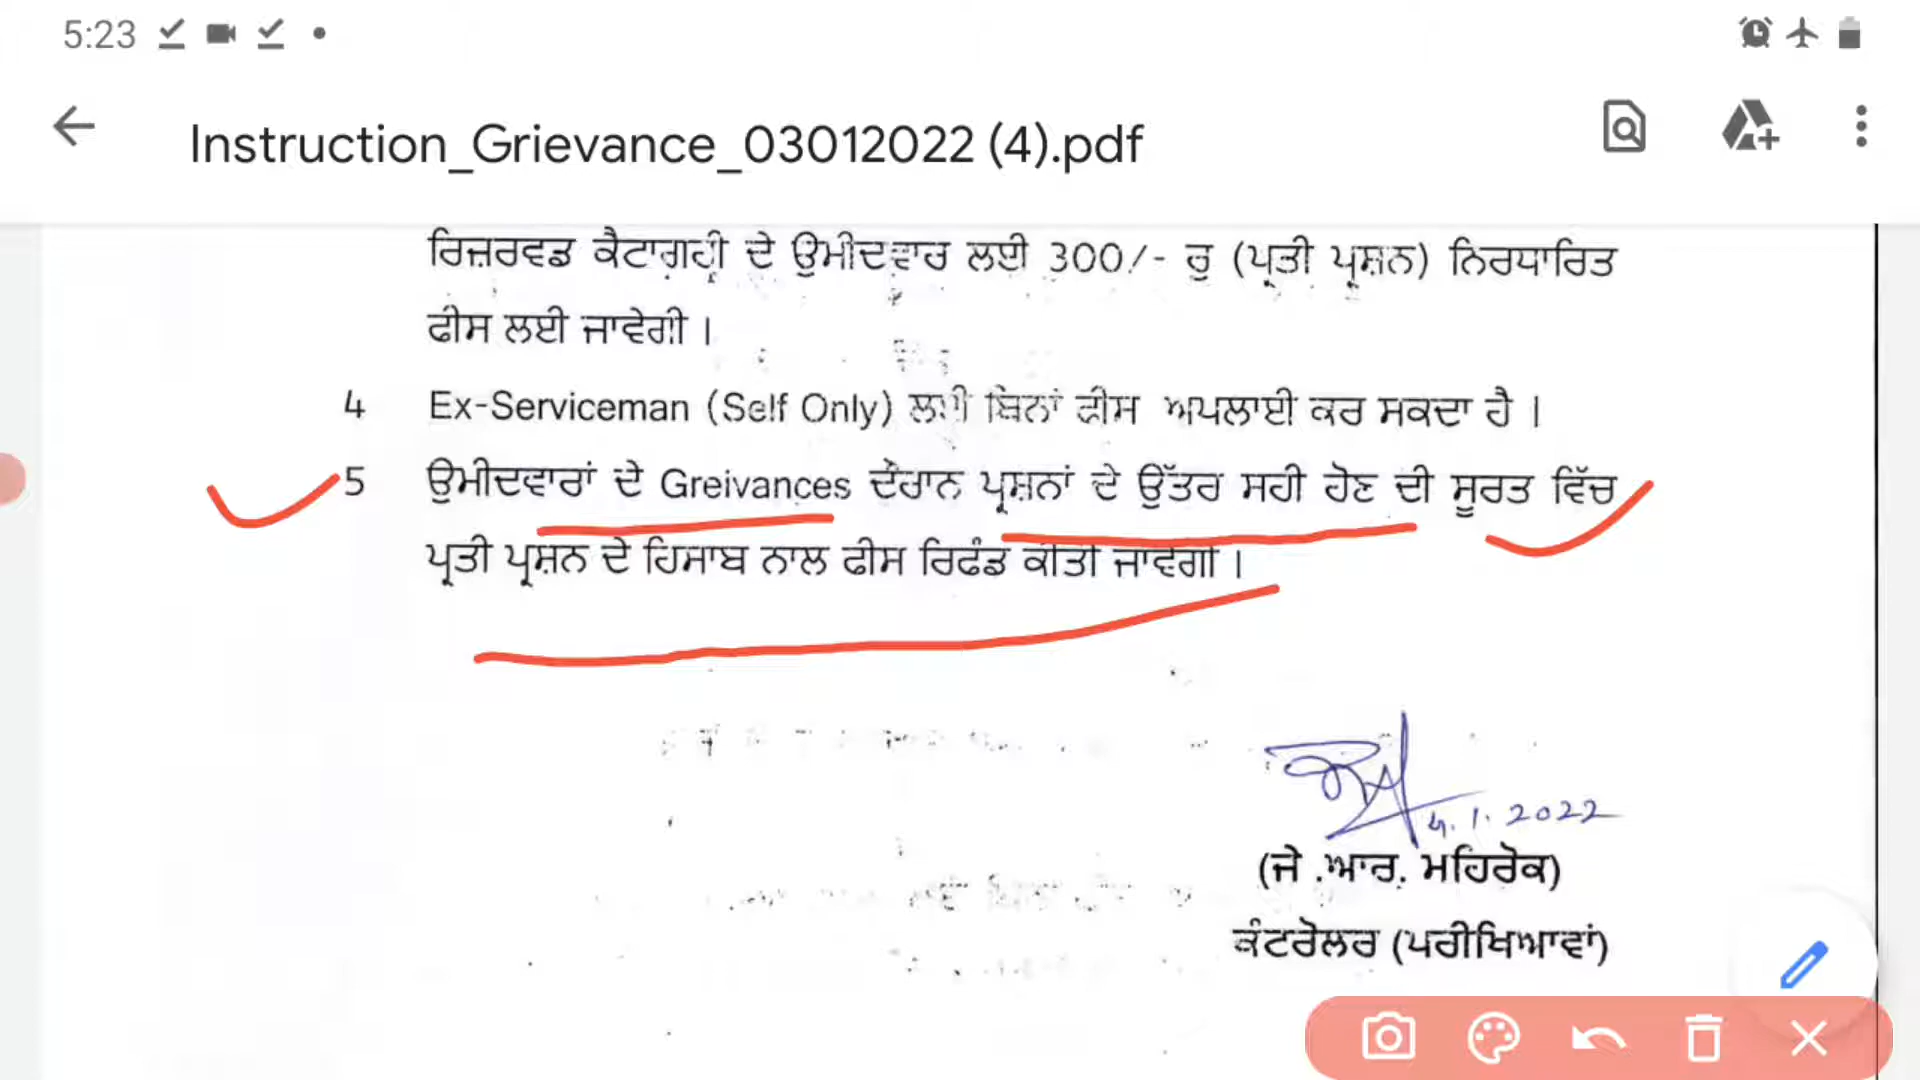 5:23
Instruction_Grievance_03012022 (4).pdf
ਰਿਜ਼ਰਵਡ ਕੈਟਾਗਰੀ ਦੇ ਉਮੀਦਵਾਰ ਲਈ 300/- ਰੁ (ਪ੍ਰਤੀ ਪ੍ਰਸ਼ਨ) ਨਿਰਧਾਰਿਤ
ਫੀਸ ਲਈ ਜਾਵੇਗੀ ।
4 Ex-Serviceman (Self Only) ਲਈ ਬਿਨਾਂ ਫੀਸ ਅਪਲਾਈ ਕਰ ਸਕਦਾ ਹੈ ।
5 ਉਮੀਦਵਾਰਾਂ ਦੇ Greivances ਦੌਰਾਨ ਪ੍ਰਸ਼ਨਾਂ ਦੇ ਉੱਤਰ ਸਹੀ ਹੋਣ ਦੀ ਸੂਰਤ ਵਿੱਚ
ਪ੍ਰਤੀ ਪ੍ਰਸ਼ਨ ਦੇ ਹਿਸਾਬ ਨਾਲ ਫੀਸ ਰਿਫੰਡ ਕੀਤੀ ਜਾਵੇਗੀ ।
4.1.2022
(ਜੇ .ਆਰ. ਮਹਿਰੋਕ)
ਕੰਟਰੋਲਰ (ਪਰੀਖਿਆਵਾਂ)